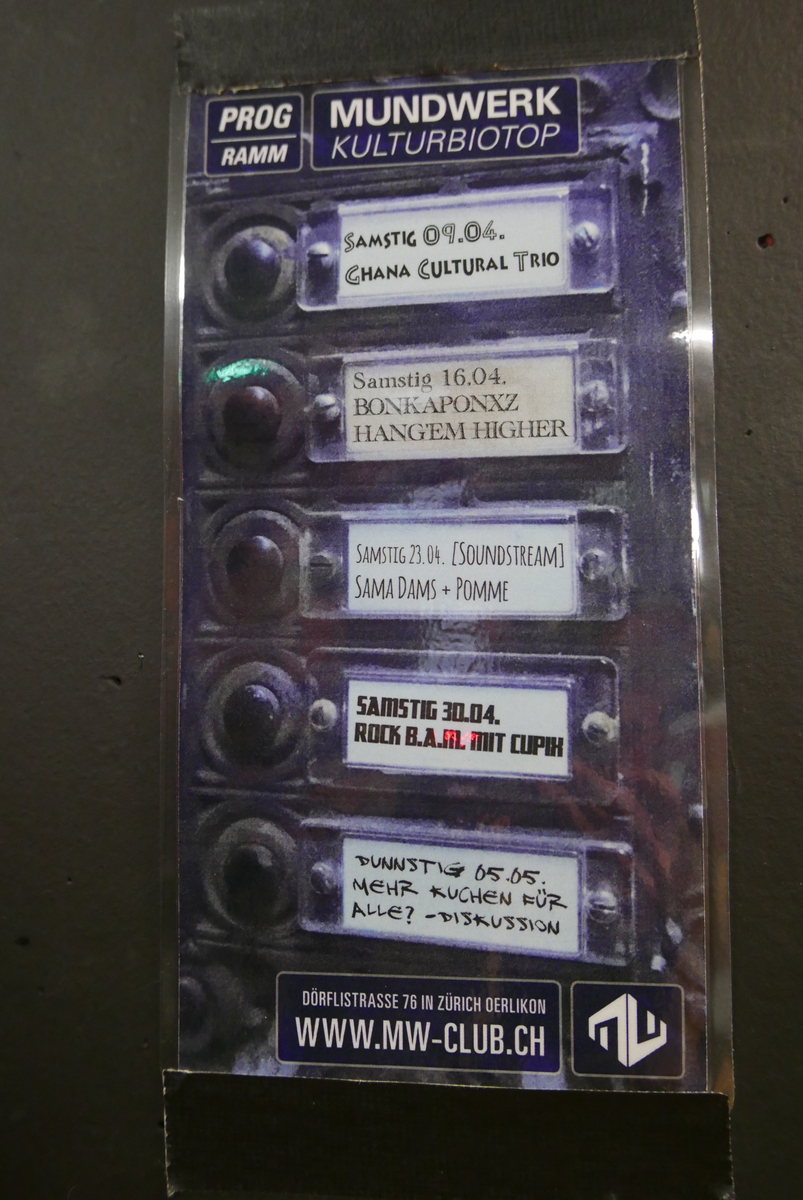 PROG
RAMM
MUNDWERK
KULTURBIOTOP
SAMSTIG 09.04.
GHANA CULTURAL TRIO
Samstig 16.04.
BONKAPONXZ
HANG'EM HIGHER
SAMSTIG 23.04. [SOUNDSTREAM]
SAMA DAMS + POMME
SAMSTIG 30.04.
ROCK B.A.R. MIT CUPIK
DUNNSTIG 05.05.
MEHR KUCHEN FÜR
ALLE? -DISKUSSION
DÖRFLISTRASSE 76 IN ZÜRICH OERLIKON
WWW.MW-CLUB.CH